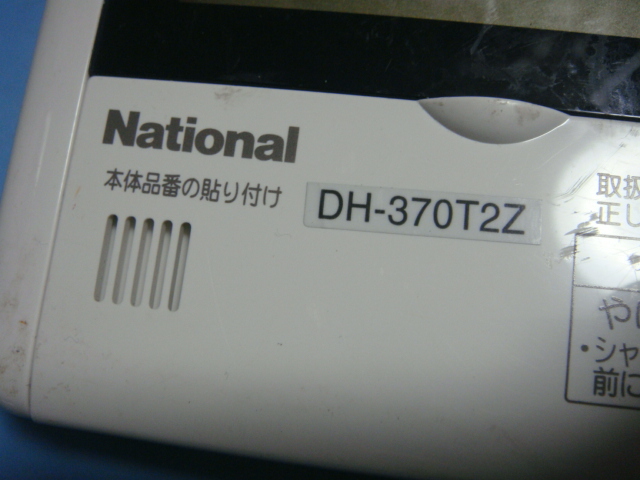 National
本体品番の貼り付け
DH-370T2Z
取扱
正し
や
・シャ
前に